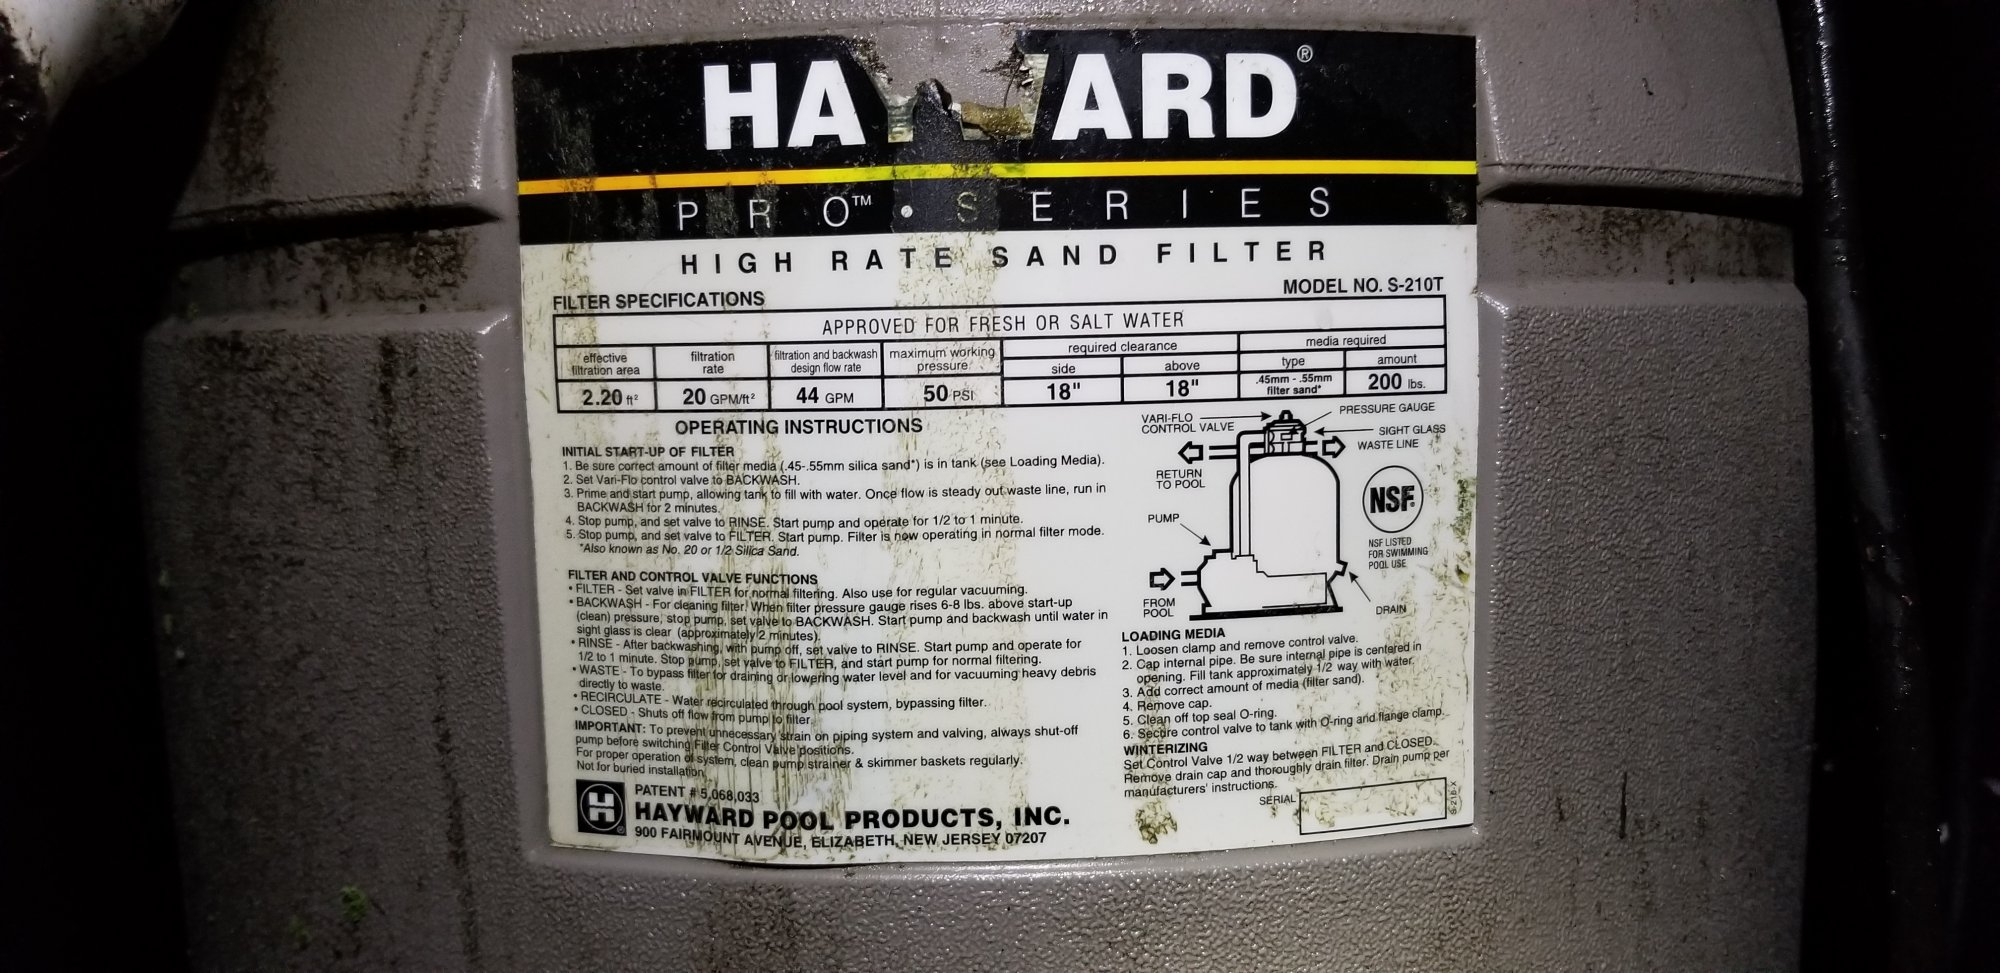 HAYWARD®
PRO™ • SERIES
HIGH RATE SAND FILTER
MODEL NO. S-210T
FILTER SPECIFICATIONS
APPROVED FOR FRESH OR SALT WATER
effective filtration area
filtration rate
filtration and backwash design flow rate
maximum working pressure
required clearance
side
above
media required
type
amount
2.20 ft²
20 GPM/ft²
44 GPM
50 PSI
18"
18"
.45mm - .55mm filter sand*
200 lbs.
OPERATING INSTRUCTIONS
INITIAL START-UP OF FILTER
1. Be sure correct amount of filter media (.45-.55mm silica sand*) is in tank (see Loading Media).
2. Set Vari-Flo control valve to BACKWASH.
3. Prime and start pump, allowing tank to fill with water. Once flow is steady out waste line, run in
BACKWASH for 2 minutes.
4. Stop pump, and set valve to RINSE. Start pump and operate for 1/2 to 1 minute.
5. Stop pump, and set valve to FILTER. Start pump. Filter is now operating in normal filter mode.
*Also known as No. 20 or 1/2 Silica Sand.
FILTER AND CONTROL VALVE FUNCTIONS
• FILTER - Set valve in FILTER for normal filtering. Also use for regular vacuuming.
• BACKWASH - For cleaning filter. When filter pressure gauge rises 6-8 lbs. above start-up
(clean) pressure, stop pump, set valve to BACKWASH. Start pump and backwash until water in
sight glass is clear (approximately 2 minutes).
• RINSE - After backwashing, with pump off, set valve to RINSE. Start pump and operate for
1/2 to 1 minute. Stop pump, set valve to FILTER, and start pump for normal filtering.
• WASTE - To bypass filter for draining or lowering water level and for vacuuming heavy debris
directly to waste.
• RECIRCULATE - Water recirculated through pool system, bypassing filter.
• CLOSED - Shuts off flow from pump to filter.
IMPORTANT: To prevent unnecessary strain on piping system and valving, always shut-off
pump before switching Filter Control Valve positions.
For proper operation of system, clean pump strainer & skimmer baskets regularly.
Not for buried installation.
VARI-FLO
CONTROL VALVE
PRESSURE GAUGE
SIGHT GLASS
WASTE LINE
RETURN
TO POOL
PUMP
FROM
POOL
DRAIN
NSF®
NSF LISTED
FOR SWIMMING
POOL USE
LOADING MEDIA
1. Loosen clamp and remove control valve.
2. Cap internal pipe. Be sure internal pipe is centered in
opening. Fill tank approximately 1/2 way with water.
3. Add correct amount of media (filter sand).
4. Remove cap.
5. Clean off top seal O-ring.
6. Secure control valve to tank with O-ring and flange clamp.
WINTERIZING
Set Control Valve 1/2 way between FILTER and CLOSED.
Remove drain cap and thoroughly drain filter. Drain pump per
manufacturers' instructions.
SERIAL
H®
PATENT # 5,068,033
HAYWARD POOL PRODUCTS, INC.
900 FAIRMOUNT AVENUE, ELIZABETH, NEW JERSEY 07207